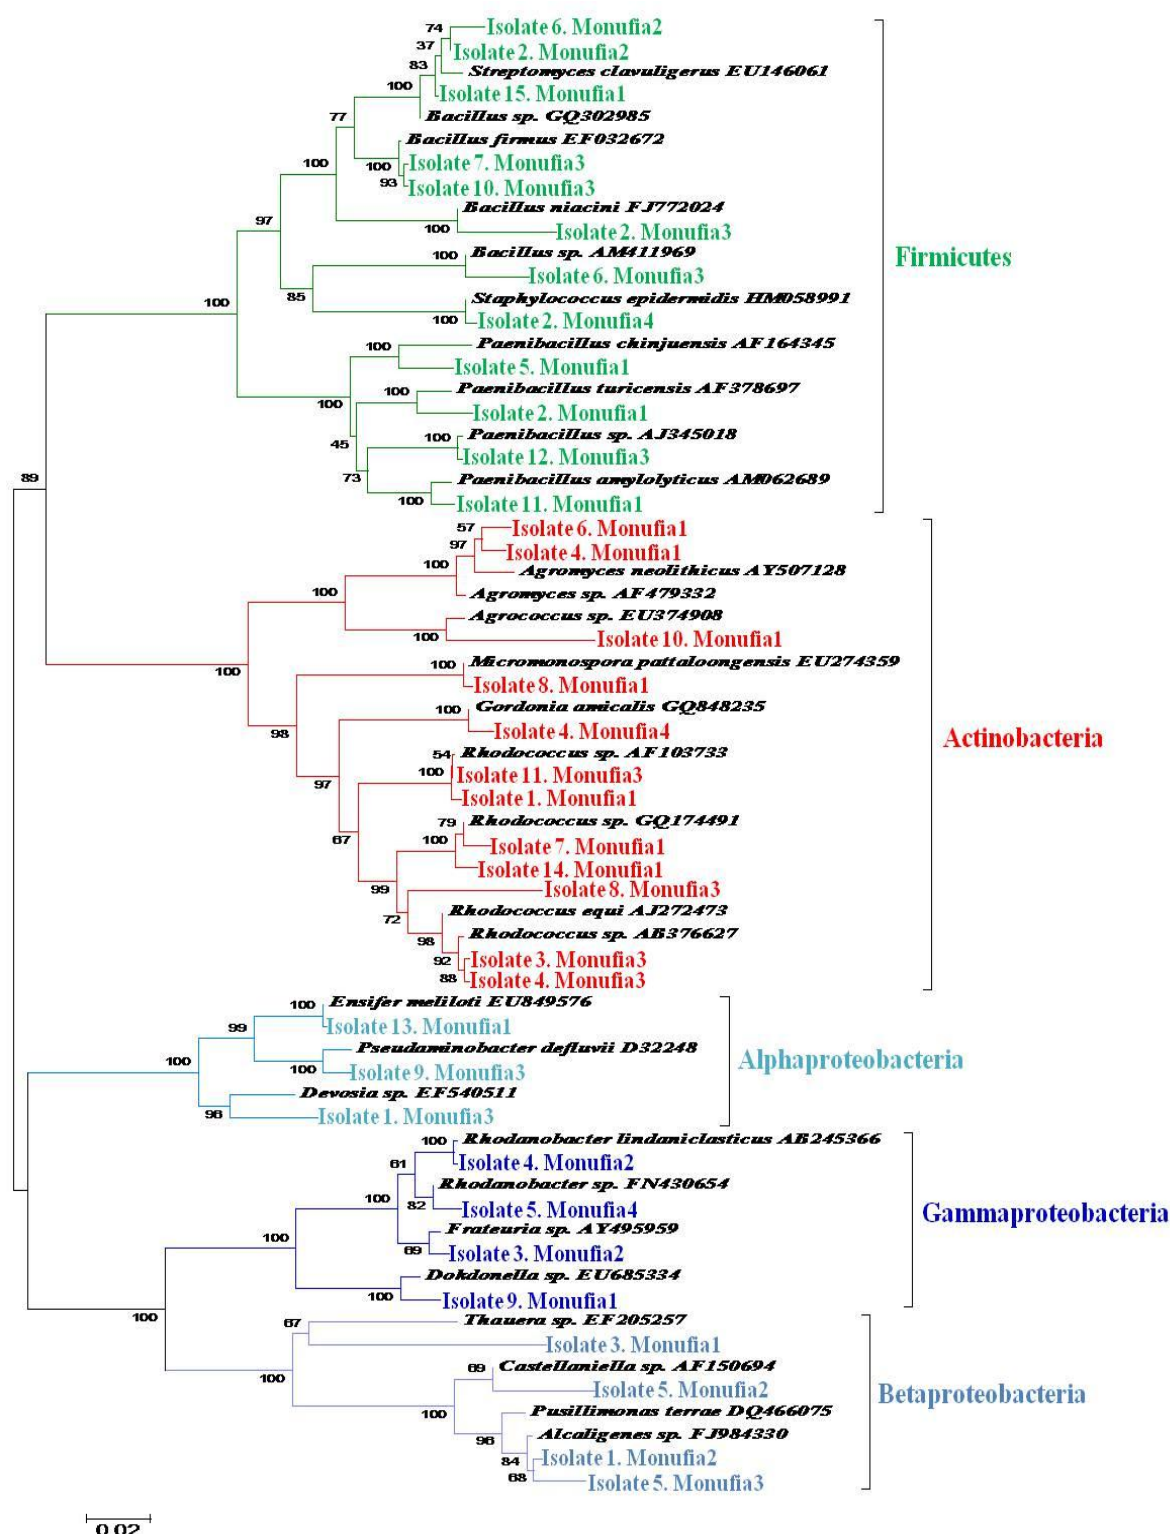 74
Isolate 6. Monufia2
37
Isolate 2. Monufia2
83
Streptomyces clavuligerus EU146061
100
Isolate 15. Monufia1
Bacillus sp. GQ302985
77
Bacillus firmus EF032672
100
Isolate 7. Monufia3
93
Isolate 10. Monufia3
100
Bacillus niacini FJ772024
100
Isolate 2. Monufia3
97
Bacillus sp. AM411969
100
Isolate 6. Monufia3
Firmicutes
85
Staphylococcus epidermidis HM058991
100
Isolate 2. Monufia4
100
Paenibacillus chinjuensis AF164345
100
Isolate 5. Monufia1
100
Paenibacillus turicensis AF378697
100
Isolate 2. Monufia1
45
Paenibacillus sp. AJ345018
100
Isolate 12. Monufia3
73
Paenibacillus amylolyticus AM062689
100
Isolate 11. Monufia1
89
57
Isolate 6. Monufia1
97
Isolate 4. Monufia1
100
Agromyces neolithicus AY507128
100
Agromyces sp. AF479332
Agrococcus sp. EU374908
100
Isolate 10. Monufia1
100
Micromonospora pattaloongensis EU274359
100
Isolate 8. Monufia1
98
Gordonia amicalis GQ848235
100
Isolate 4. Monufia4
Actinobacteria
97
54
Rhodococcus sp. AF103733
100
Isolate 11. Monufia3
Isolate 1. Monufia1
67
79
Rhodococcus sp. GQ174491
100
Isolate 7. Monufia1
Isolate 14. Monufia1
99
Isolate 8. Monufia3
72
Rhodococcus equi AJ272473
98
Rhodococcus sp. AB376627
92
Isolate 3. Monufia3
88
Isolate 4. Monufia3
100
Ensifer meliloti EU849576
99
Isolate 13. Monufia1
100
Pseudaminobacter defluvii D32248
100
Isolate 9. Monufia3
Alphaproteobacteria
Devosia sp. EF540511
96
Isolate 1. Monufia3
100
Rhodanobacter lindaniclasticus AB245366
61
Isolate 4. Monufia2
100
Rhodanobacter sp. FN430654
82
Isolate 5. Monufia4
Gammaproteobacteria
100
Frateuria sp. AY495959
69
Isolate 3. Monufia2
Dokdonella sp. EU685334
100
Isolate 9. Monufia1
100
67
Thauera sp. EF205257
Isolate 3. Monufia1
100
69
Castellaniella sp. AF150694
Isolate 5. Monufia2
Betaproteobacteria
100
Pusillimonas terrae DQ466075
96
Alcaligenes sp. FJ984330
84
Isolate 1. Monufia2
68
Isolate 5. Monufia3
0.02